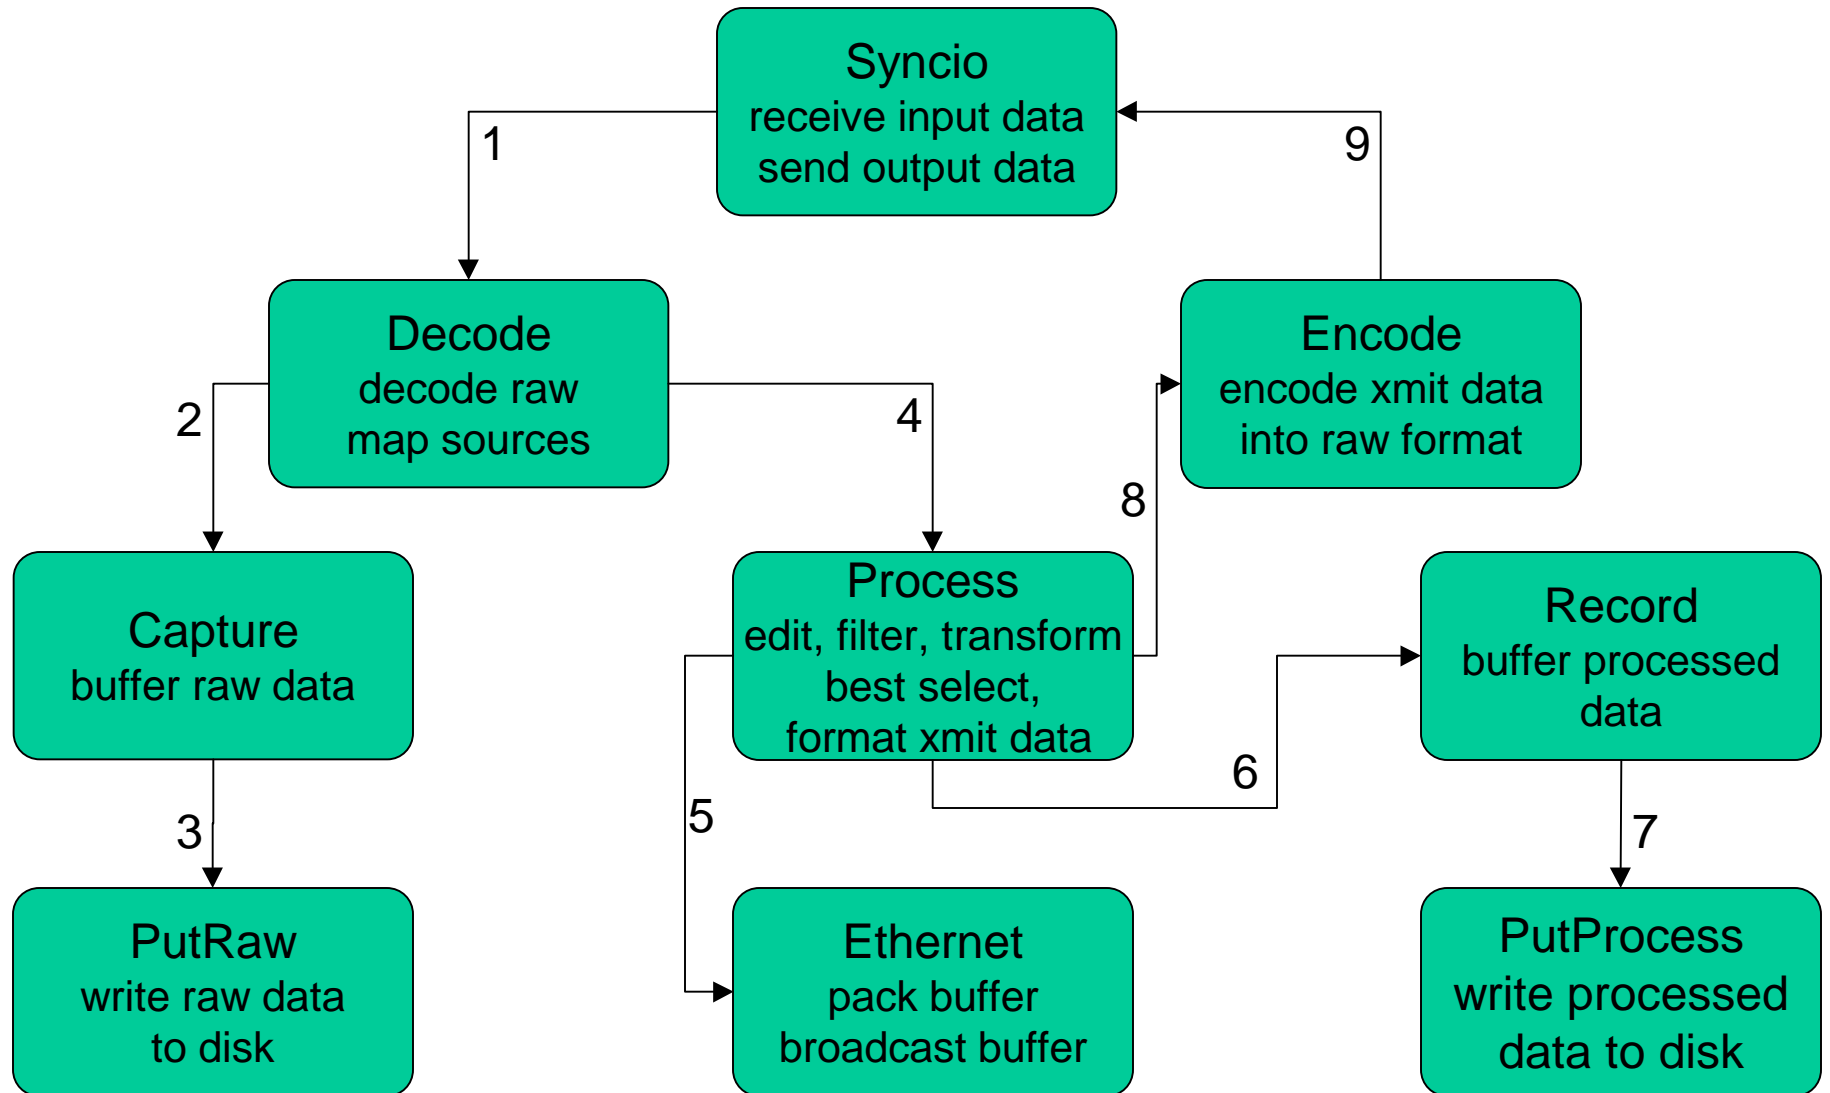 Syncio
receive input data
send output data
1
9
Decode
decode raw
map sources
Encode
encode xmit data
into raw format
2
4
8
Capture
buffer raw data
Process
edit, filter, transform
best select,
format xmit data
Record
buffer processed
data
3
5
6
7
PutRaw
write raw data
to disk
Ethernet
pack buffer
broadcast buffer
PutProcess
write processed
data to disk